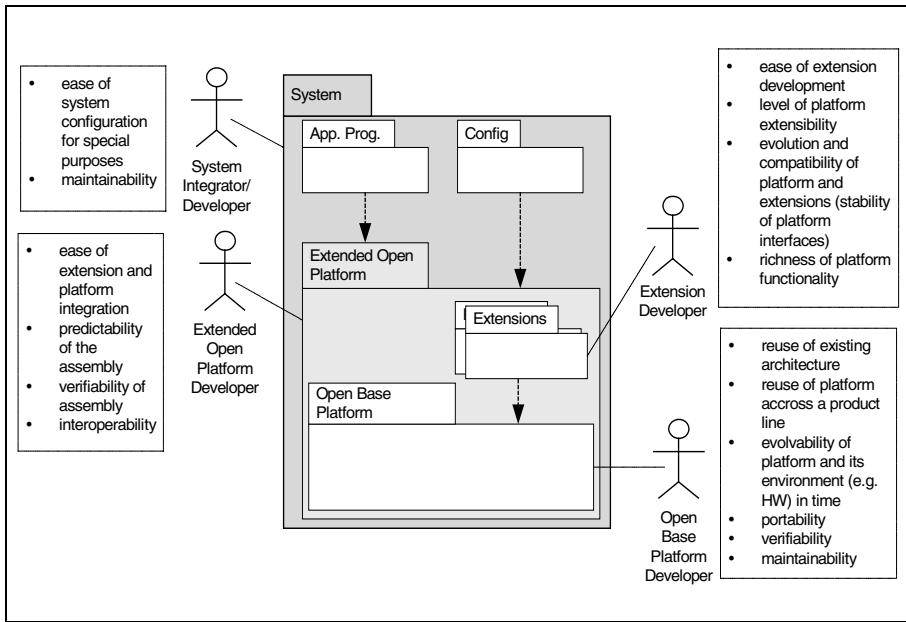 • ease of
system
configuration
for special
purposes
• maintainability
System
Integrator/
Developer
• ease of
extension and
platform
integration
• predictability
of the
assembly
• verifiability of
assembly
• interoperability
Extended
Open
Platform
Developer
System
App. Prog.
Config
Extended Open
Platform
Extensions
Open Base
Platform
• ease of extension
development
• level of platform
extensibility
• evolution and
compatibility of
platform and
extensions (stability
of platform
interfaces)
• richness of platform
functionality
Extension
Developer
• reuse of existing
architecture
• reuse of platform
accross a product
line
• evolvability of
platform and its
environment (e.g.
HW) in time
• portability
• verifiability
• maintainability
Open
Base
Platform
Developer